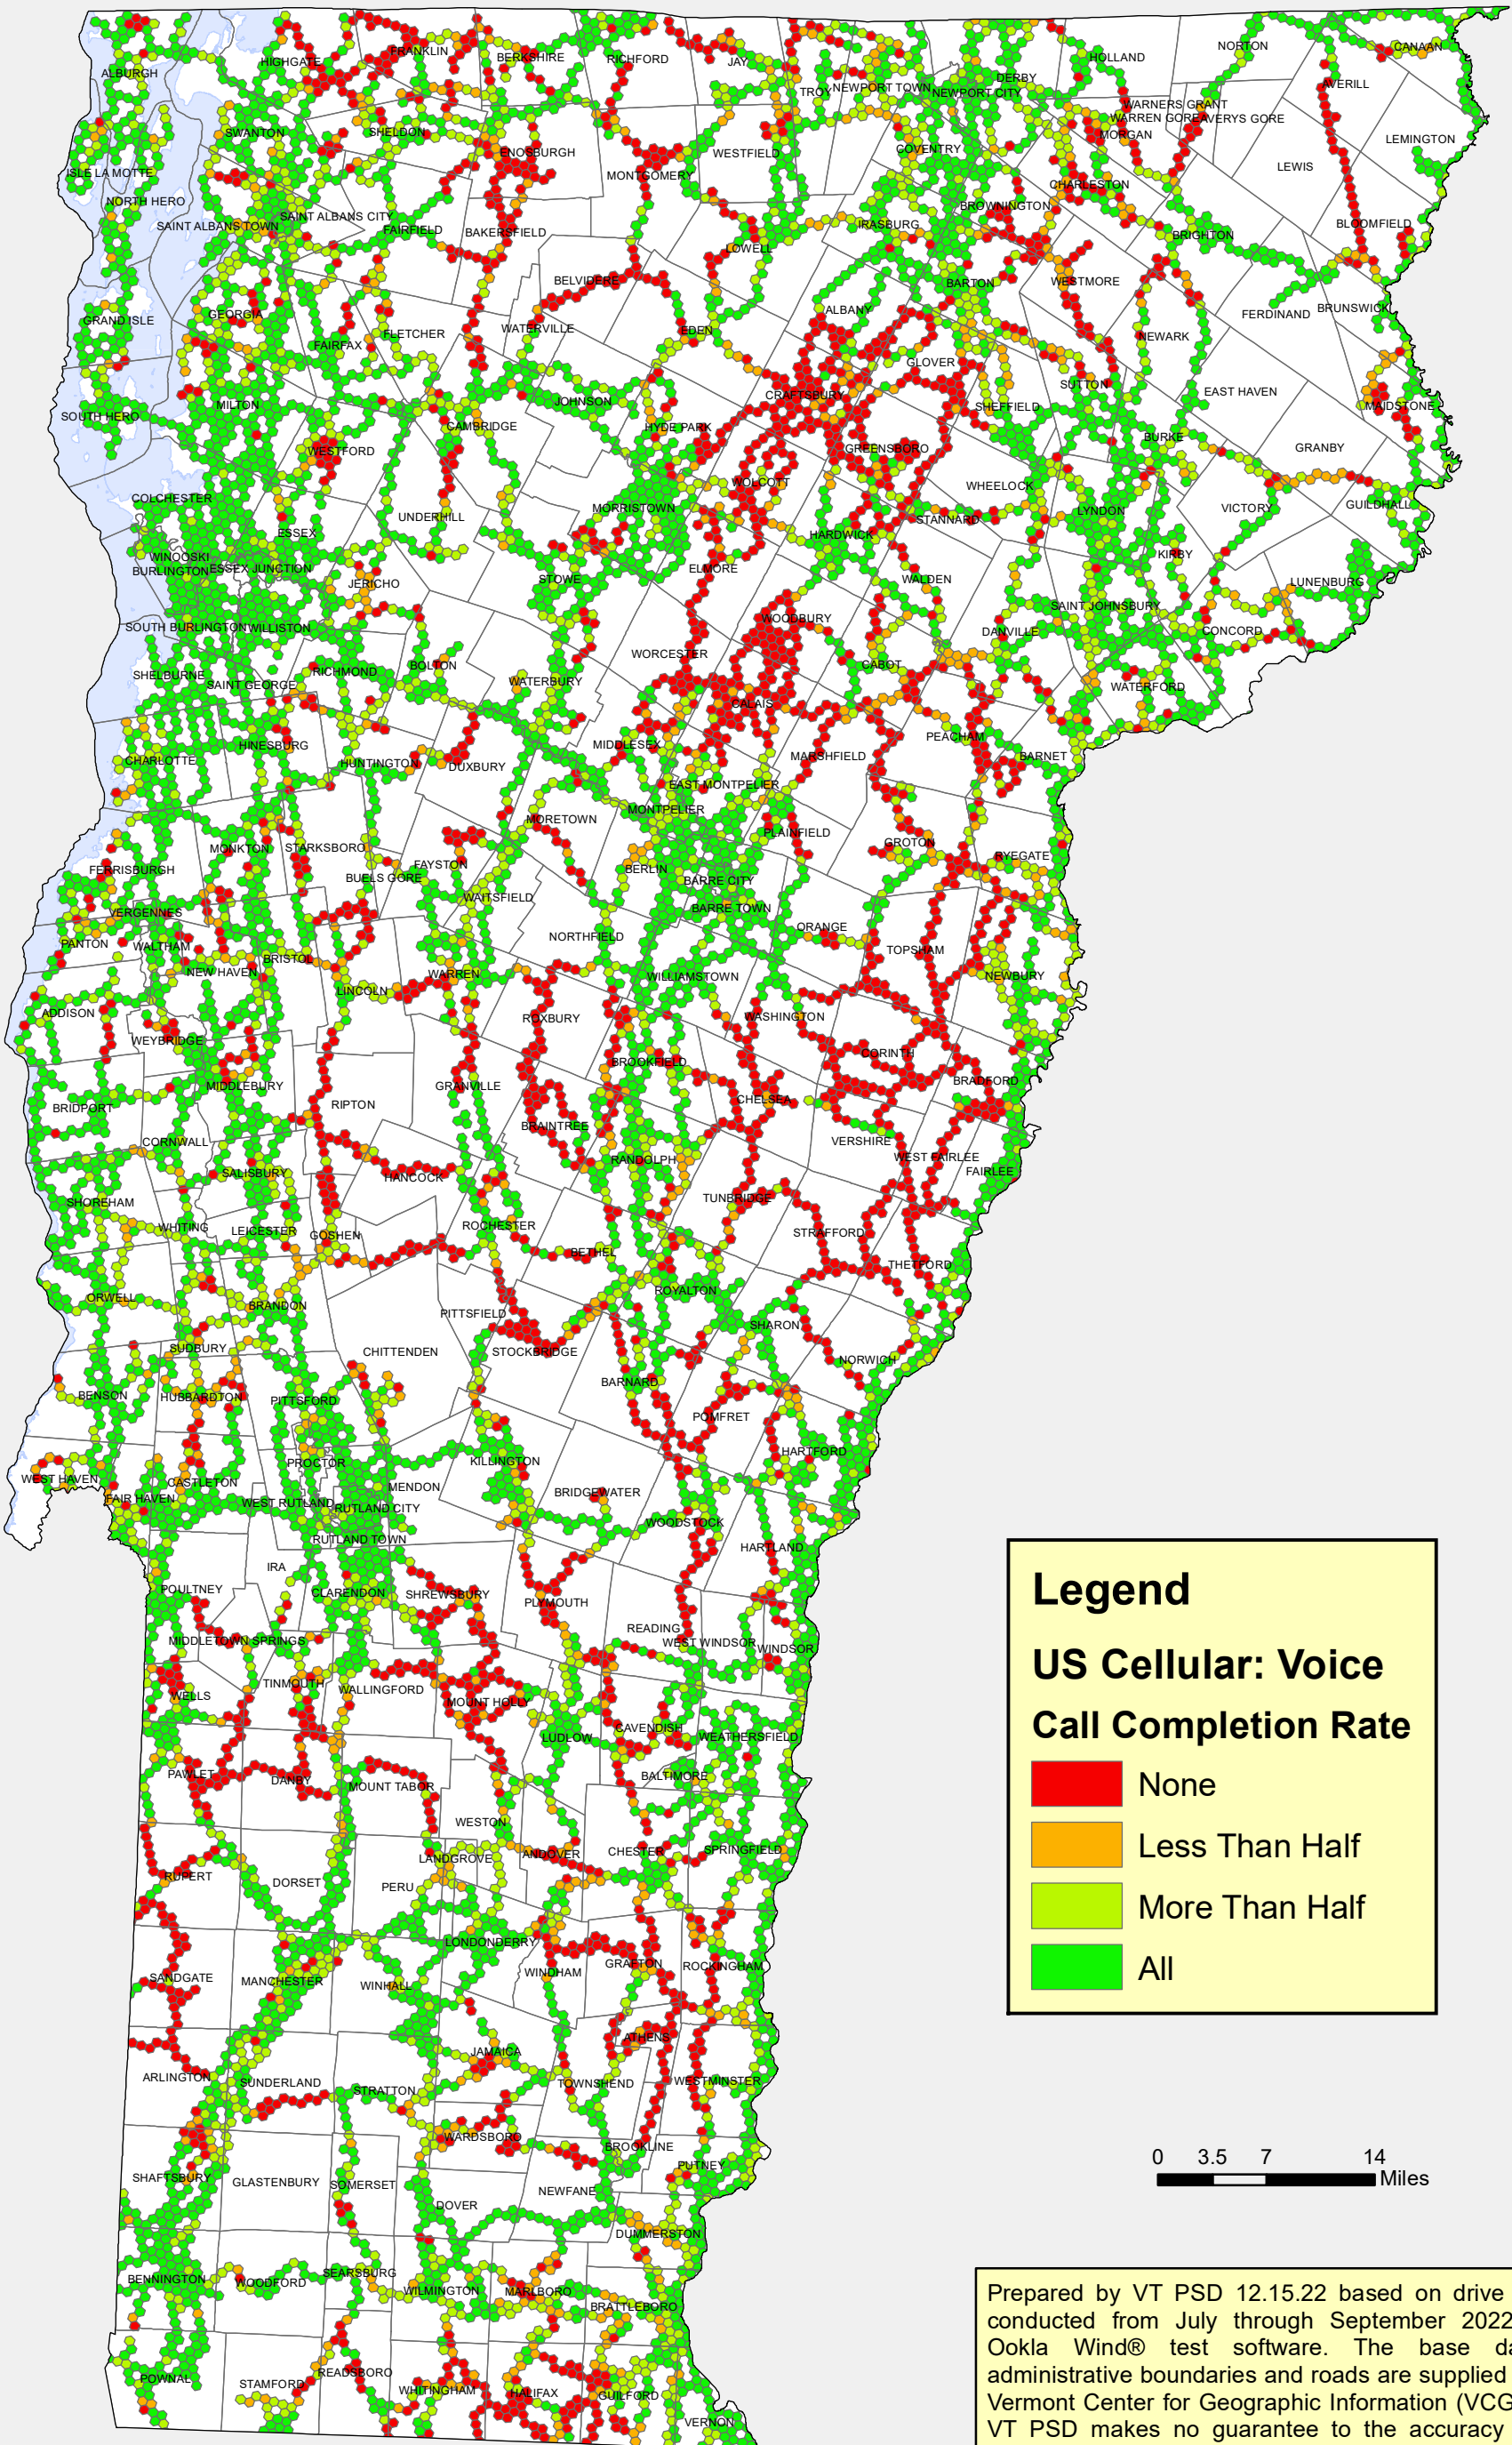 FRANKLIN
BERKSHIRE
RICHFORD
JAY
HOLLAND
NORTON
CANAAN
HIGHGATE
ALBURGH
TROY
NEWPORT TOWN
DERBY
NEWPORT CITY
AVERILL
WARNERS GRANT
WARREN GORE
AVERYS GORE
SWANTON
SHELDON
MORGAN
LEMINGTON
ENOSBURGH
WESTFIELD
COVENTRY
LEWIS
ISLE LA MOTTE
MONTGOMERY
CHARLESTON
NORTH HERO
BROWNINGTON
SAINT ALBANS CITY
SAINT ALBANS TOWN
FAIRFIELD
BAKERSFIELD
IRASBURG
BLOOMFIELD
BRIGHTON
LOWELL
BELVIDERE
BARTON
WESTMORE
GRAND ISLE
GEORGIA
ALBANY
FERDINAND
BRUNSWICK
WATERVILLE
EDEN
FLETCHER
FAIRFAX
NEWARK
GLOVER
SUTTON
EAST HAVEN
CRAFTSBURY
JOHNSON
SHEFFIELD
MAIDSTONE
MILTON
SOUTH HERO
CAMBRIDGE
HYDE PARK
BURKE
GREENSBORO
GRANBY
WESTFORD
WOLCOTT
WHEELOCK
COLCHESTER
MORRISTOWN
VICTORY
GUILDHALL
UNDERHILL
STANNARD
LYNDON
ESSEX
HARDWICK
WINOOSKI
KIRBY
BURLINGTON
ESSEX JUNCTION
ELMORE
JERICHO
STOWE
WALDEN
LUNENBURG
SAINT JOHNSBURY
WOODBURY
SOUTH BURLINGTON
WILLISTON
DANVILLE
CONCORD
WORCESTER
CABOT
BOLTON
RICHMOND
SHELBURNE
SAINT GEORGE
WATERBURY
WATERFORD
CALAIS
PEACHAM
HINESBURG
MIDDLESEX
MARSHFIELD
BARNET
CHARLOTTE
HUNTINGTON
DUXBURY
EAST MONTPELIER
MONTPELIER
MORETOWN
PLAINFIELD
GROTON
MONKTON
STARKSBORO
RYEGATE
FERRISBURGH
FAYSTON
BERLIN
BUELS GORE
BARRE CITY
WAITSFIELD
VERGENNES
BARRE TOWN
ORANGE
NORTHFIELD
PANTON
WALTHAM
TOPSHAM
BRISTOL
NEW HAVEN
WARREN
WILLIAMSTOWN
NEWBURY
LINCOLN
ADDISON
ROXBURY
WASHINGTON
WEYBRIDGE
CORINTH
BROOKFIELD
BRADFORD
MIDDLEBURY
GRANVILLE
CHELSEA
RIPTON
BRIDPORT
BRAINTREE
VERSHIRE
CORNWALL
WEST FAIRLEE
RANDOLPH
FAIRLEE
SALISBURY
HANCOCK
SHOREHAM
TUNBRIDGE
WHITING
LEICESTER
GOSHEN
ROCHESTER
STRAFFORD
BETHEL
THETFORD
ROYALTON
ORWELL
BRANDON
PITTSFIELD
SHARON
SUDBURY
CHITTENDEN
STOCKBRIDGE
NORWICH
BARNARD
BENSON
HUBBARDTON
PITTSFORD
POMFRET
HARTFORD
PROCTOR
KILLINGTON
WEST HAVEN
CASTLETON
MENDON
BRIDGEWATER
FAIR HAVEN
WEST RUTLAND
RUTLAND CITY
WOODSTOCK
RUTLAND TOWN
HARTLAND
IRA
POULTNEY
CLARENDON
SHREWSBURY
PLYMOUTH
READING
MIDDLETOWN SPRINGS
WEST WINDSOR
WINDSOR
TINMOUTH
WALLINGFORD
WELLS
MOUNT HOLLY
CAVENDISH
LUDLOW
WEATHERSFIELD
PAWLET
DANBY
MOUNT TABOR
BALTIMORE
WESTON
ANDOVER
CHESTER
SPRINGFIELD
LANDGROVE
RUPERT
DORSET
PERU
LONDONDERRY
GRAFTON
ROCKINGHAM
WINDHAM
SANDGATE
MANCHESTER
WINHALL
ATHENS
JAMAICA
ARLINGTON
SUNDERLAND
STRATTON
TOWNSHEND
WESTMINSTER
WARDSBORO
BROOKLINE
PUTNEY
SHAFTSBURY
GLASTENBURY
SOMERSET
NEWFANE
DOVER
DUMMERSTON
BENNINGTON
WOODFORD
SEARSBURG
WILMINGTON
MARLBORO
BRATTLEBORO
POWNAL
STAMFORD
READSBORO
WHITINGHAM
HALIFAX
GUILFORD
VERNON
Legend
US Cellular: Voice
Call Completion Rate
None
Less Than Half
More Than Half
All
0 3.5 7 14
Miles
Prepared by VT PSD 12.15.22 based on drive
conducted from July through September 2022
Ookla Wind® test software. The base da
administrative boundaries and roads are supplied
Vermont Center for Geographic Information (VCG
VT PSD makes no guarantee to the accuracy